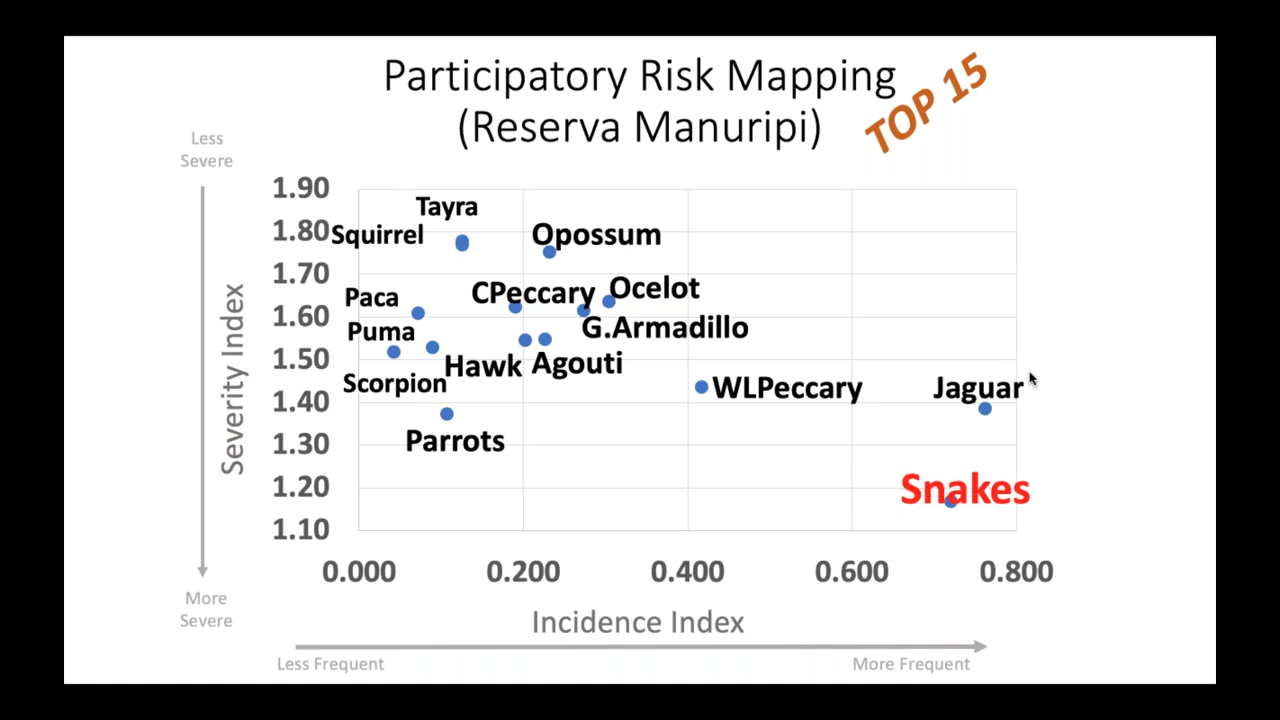 Participatory Risk Mapping
(Reserva Manuripi)
TOP 15
Less
Severe
1.90
Tayra
1.80
Squirrel
Opossum
1.70
Paca
CPeccary
Ocelot
1.60
Puma
G.Armadillo
1.50
Hawk
Agouti
Scorpion
WLPeccary
Jaguar
1.40
Parrots
1.30
Snakes
1.20
1.10
Severity Index
0.000
0.200
0.400
0.600
0.800
More
Severe
Incidence Index
Less Frequent
More Frequent